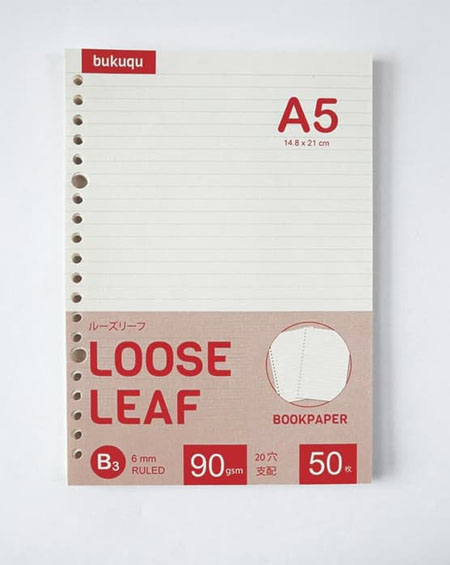 bukuqu
A5
14.8 x 21 cm
ルーズリーフ
LOOSE
LEAF
BOOKPAPER
B3
6 mm
RULED
90gsm
20穴
支配
50枚